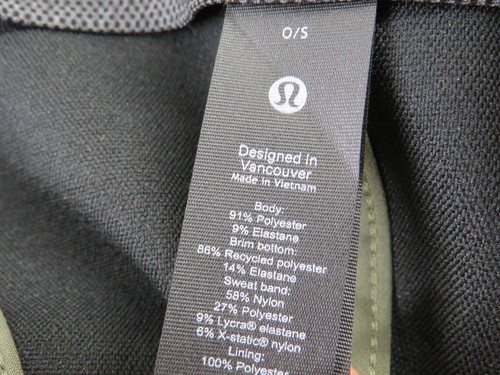 O/S
Designed in
Vancouver
Made in Vietnam
Body:
91% Polyester
9% Elastane
Brim bottom:
86% Recycled polyester
14% Elastane
Sweat band:
58% Nylon
27% Polyester
9% Lycra® elastane
6% X-static® nylon
Lining:
100% Polyester